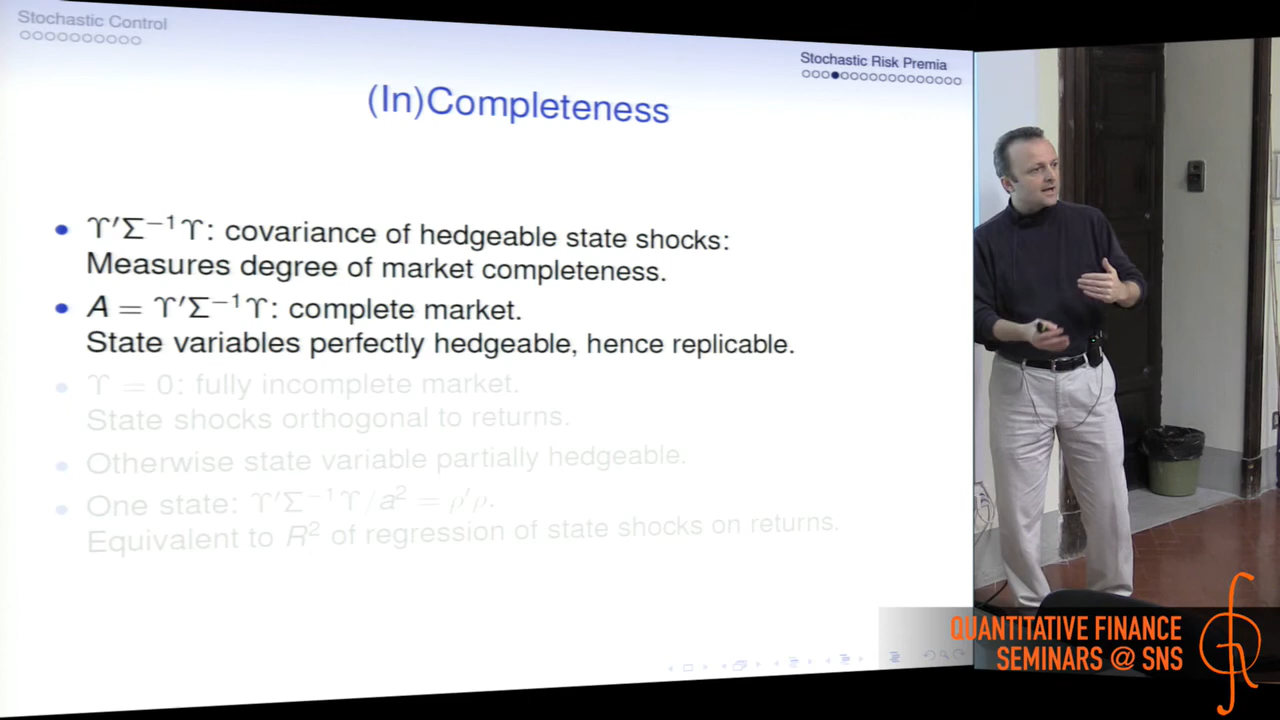 Stochastic Control
Stochastic Risk Premia
(In)Completeness
• ϒ′Σ⁻¹ϒ: covariance of hedgeable state shocks:
Measures degree of market completeness.
• A = ϒ′Σ⁻¹ϒ: complete market.
State variables perfectly hedgeable, hence replicable.
• ϒ = 0: fully incomplete market.
State shocks orthogonal to returns.
• Otherwise state variable partially hedgeable.
• One state: ϒ′Σ⁻¹ϒ/a² = ρ′ρ.
Equivalent to R² of regression of state shocks on returns.
QUANTITATIVE FINANCE
SEMINARS @ SNS